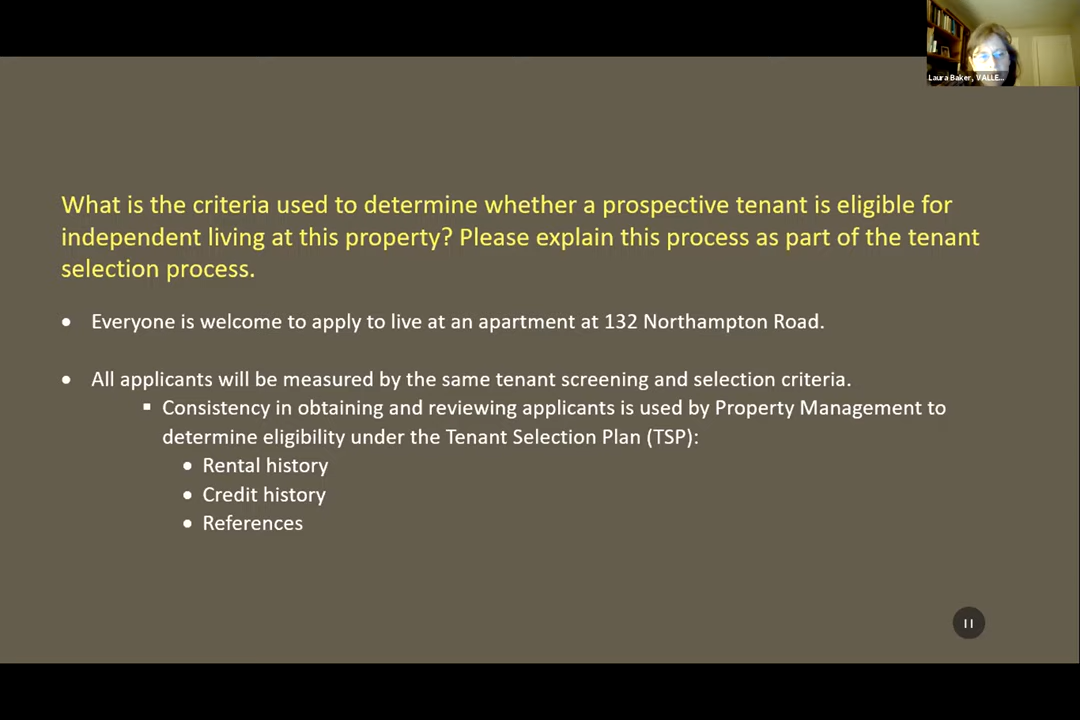 Laura Baker, VALLE...
What is the criteria used to determine whether a prospective tenant is eligible for
independent living at this property? Please explain this process as part of the tenant
selection process.
• Everyone is welcome to apply to live at an apartment at 132 Northampton Road.
• All applicants will be measured by the same tenant screening and selection criteria.
▪ Consistency in obtaining and reviewing applicants is used by Property Management to
determine eligibility under the Tenant Selection Plan (TSP):
• Rental history
• Credit history
• References
11